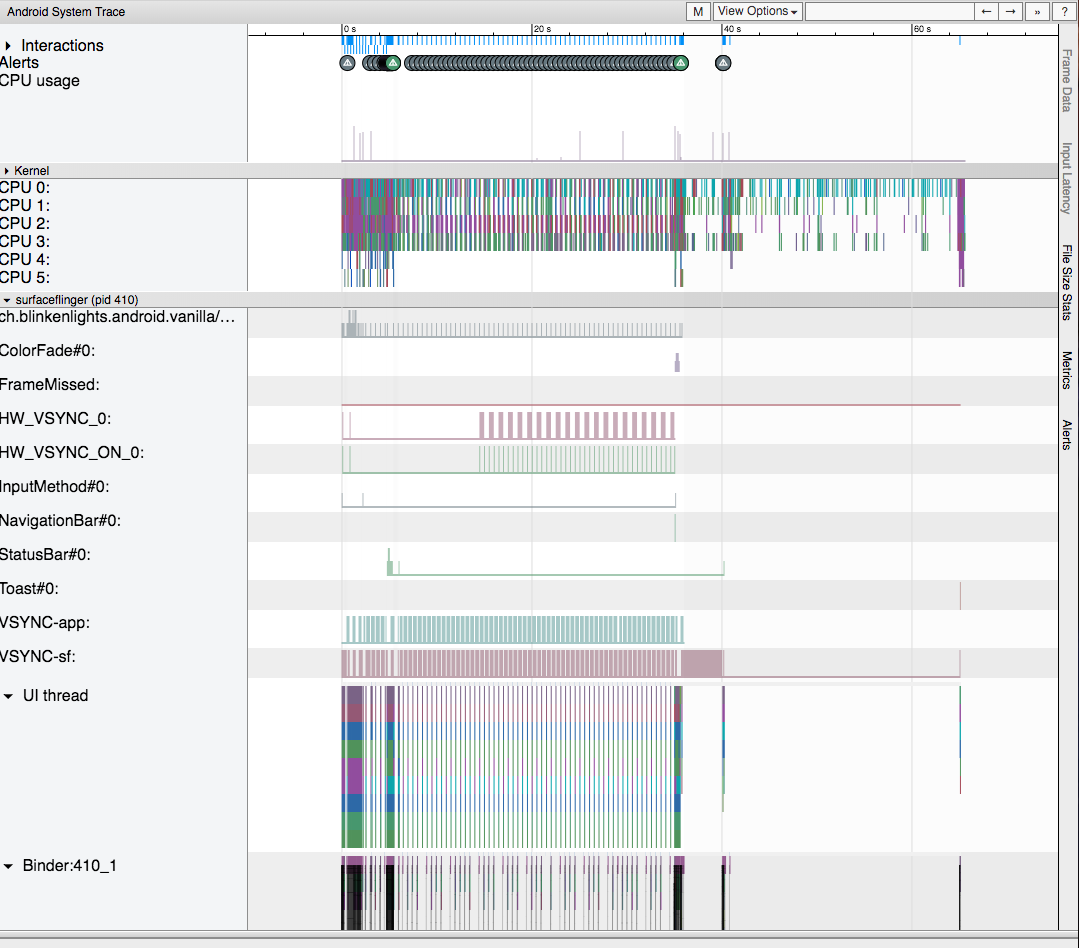 Android System Trace
M
View Options
←
→
»
?
0 s
20 s
40 s
60 s
Interactions
Alerts
CPU usage
Kernel
CPU 0:
CPU 1:
CPU 2:
CPU 3:
CPU 4:
CPU 5:
surfaceflinger (pid 410)
ch.blinkenlights.android.vanilla/…
ColorFade#0:
FrameMissed:
HW_VSYNC_0:
HW_VSYNC_ON_0:
InputMethod#0:
NavigationBar#0:
StatusBar#0:
Toast#0:
VSYNC-app:
VSYNC-sf:
UI thread
Binder:410_1
Frame Data
Input Latency
File Size Stats
Metrics
Alerts